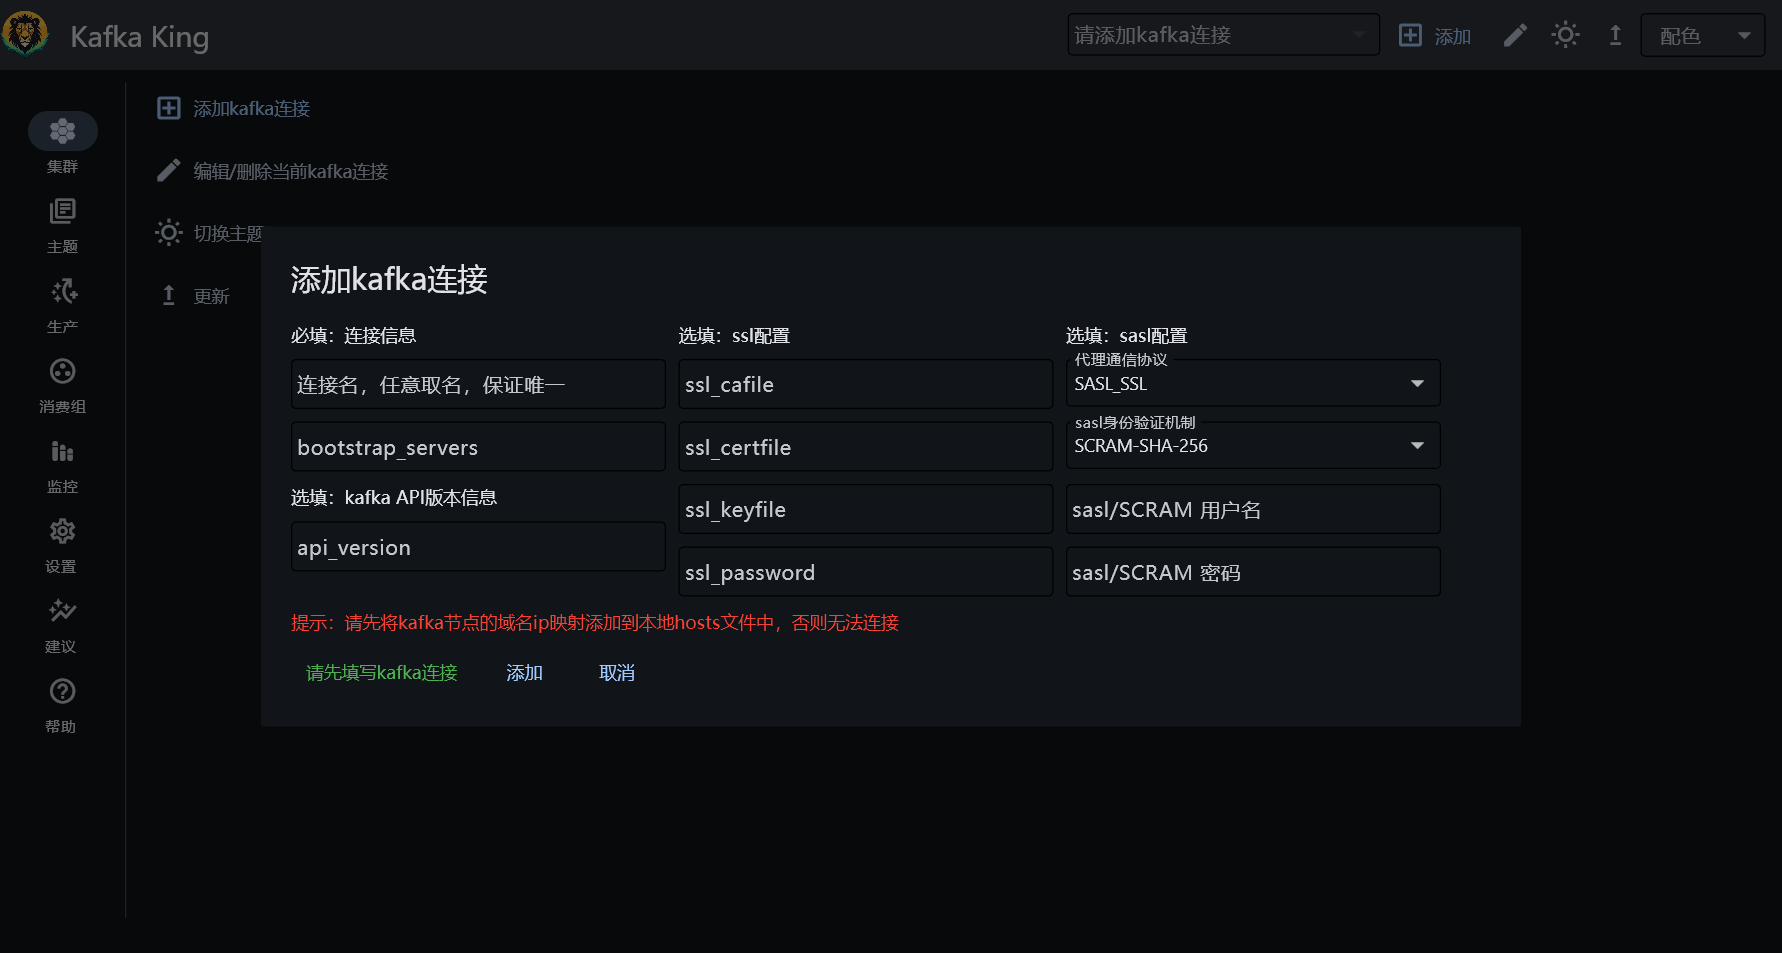 Kafka King
请添加kafka连接
添加
配色
集群
主题
生产
消费组
监控
设置
建议
帮助
添加kafka连接
编辑/删除当前kafka连接
切换主题
更新
添加kafka连接
必填：连接信息
连接名，任意取名，保证唯一
bootstrap_servers
选填：kafka API版本信息
api_version
选填：ssl配置
ssl_cafile
ssl_certfile
ssl_keyfile
ssl_password
选填：sasl配置
代理通信协议
SASL_SSL
sasl身份验证机制
SCRAM-SHA-256
sasl/SCRAM 用户名
sasl/SCRAM 密码
提示：请先将kafka节点的域名ip映射添加到本地hosts文件中，否则无法连接
请先填写kafka连接
添加
取消